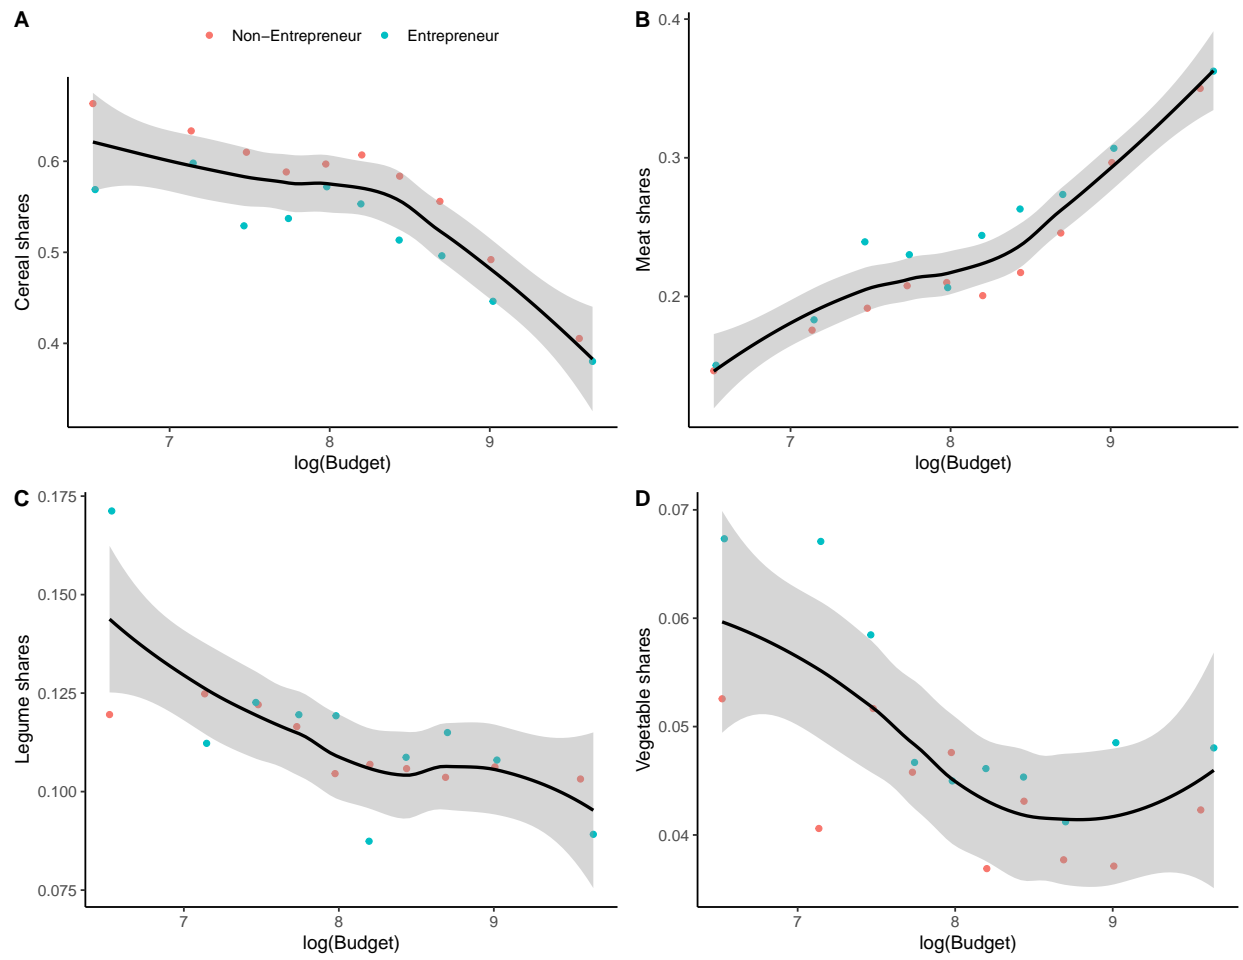 A
Non−Entrepreneur Entrepreneur
0.6
0.5
0.4
Cereal shares
7 8 9
log(Budget)
B
0.4
0.3
0.2
Meat shares
7 8 9
log(Budget)
C
0.175
0.150
0.125
0.100
0.075
Legume shares
7 8 9
log(Budget)
D
0.07
0.06
0.05
0.04
Vegetable shares
7 8 9
log(Budget)